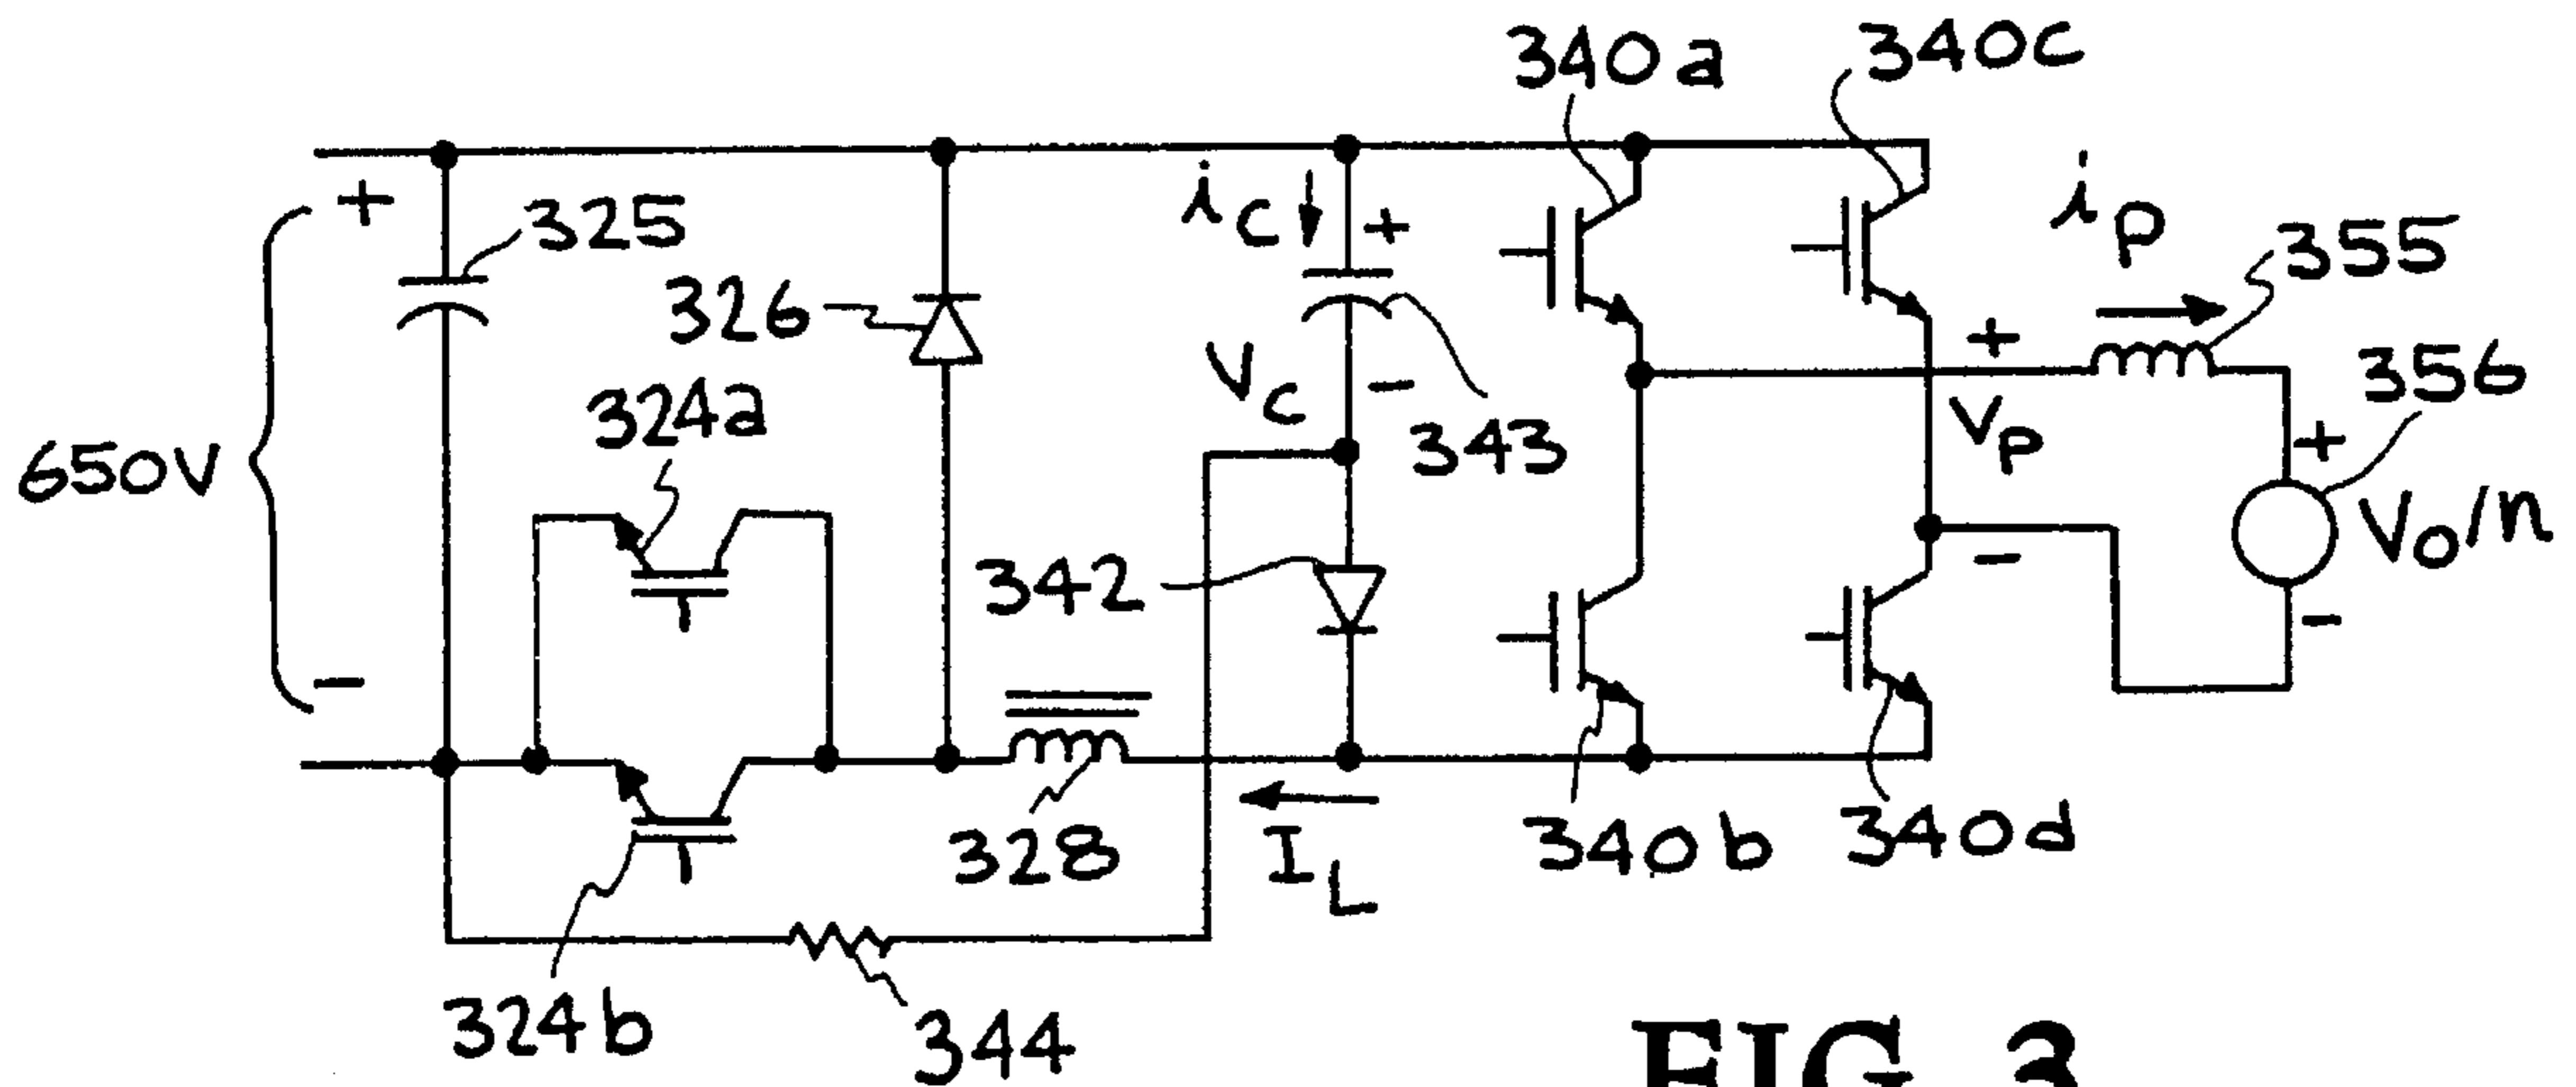 340a
340c
+
325
326
324a
650V
-
ic
+
Vc
-
343
342
ip
355
+
Vp
-
356
+
Vo/n
-
328
IL
340b
340d
324b
344
FIG. 3